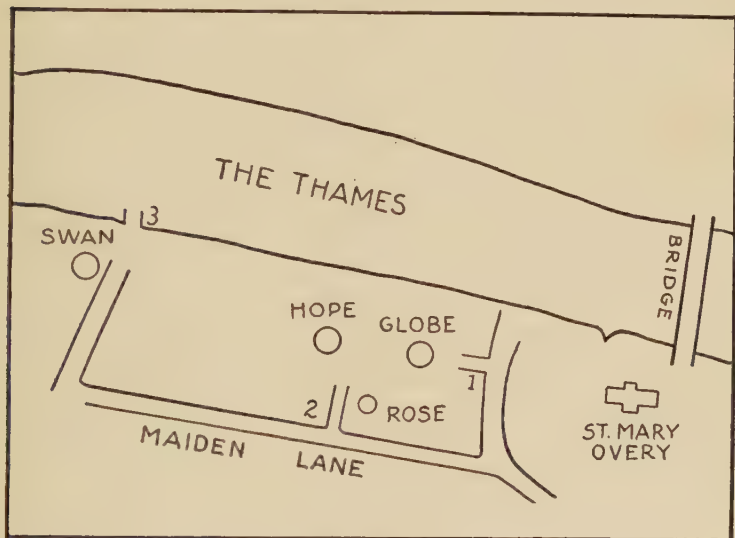 THE THAMES
3
SWAN
BRIDGE
HOPE
GLOBE
1
2
ROSE
ST. MARY
OVERY
MAIDEN LANE